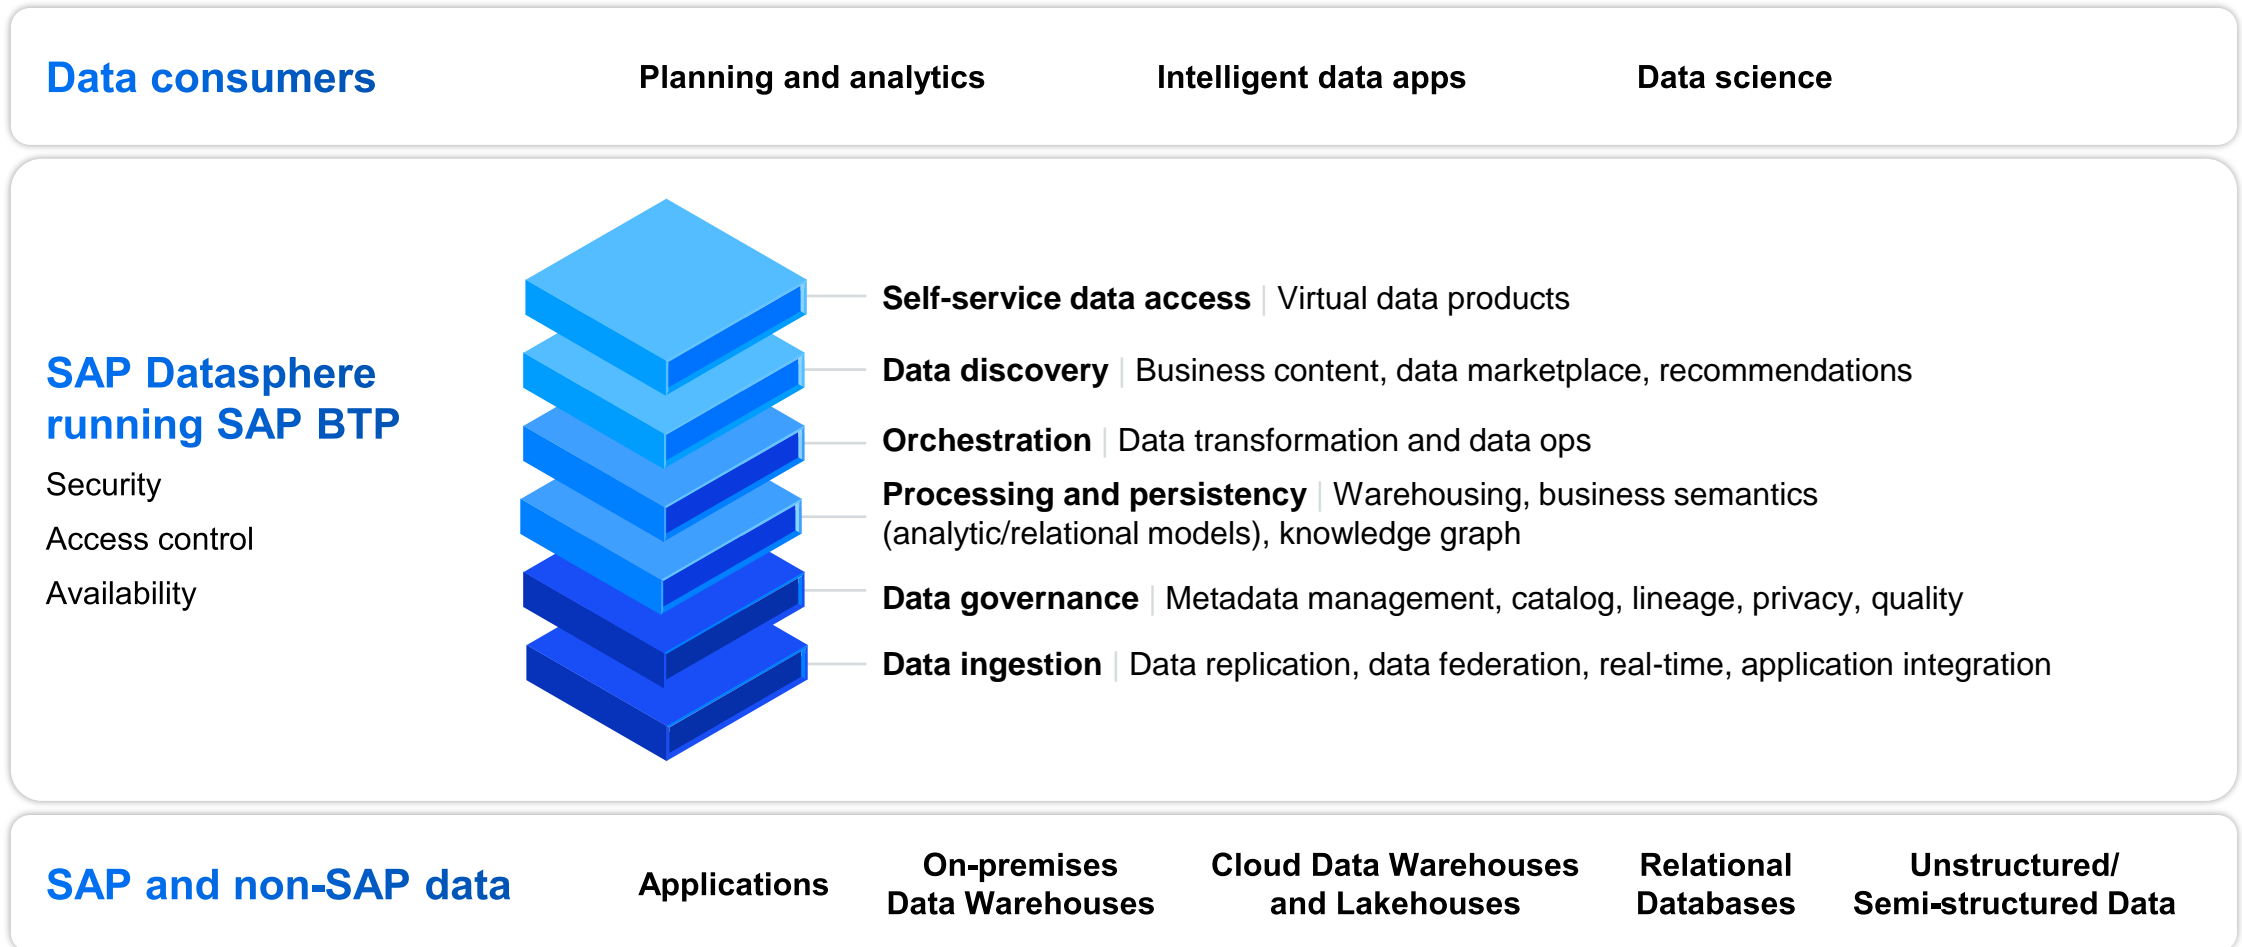 Data consumers
Planning and analytics
Intelligent data apps
Data science
SAP Datasphere
running SAP BTP
Security
Access control
Availability
Self-service data access | Virtual data products
Data discovery | Business content, data marketplace, recommendations
Orchestration | Data transformation and data ops
Processing and persistency | Warehousing, business semantics
(analytic/relational models), knowledge graph
Data governance | Metadata management, catalog, lineage, privacy, quality
Data ingestion | Data replication, data federation, real-time, application integration
SAP and non-SAP data
Applications
On-premises
Data Warehouses
Cloud Data Warehouses
and Lakehouses
Relational
Databases
Unstructured/
Semi-structured Data